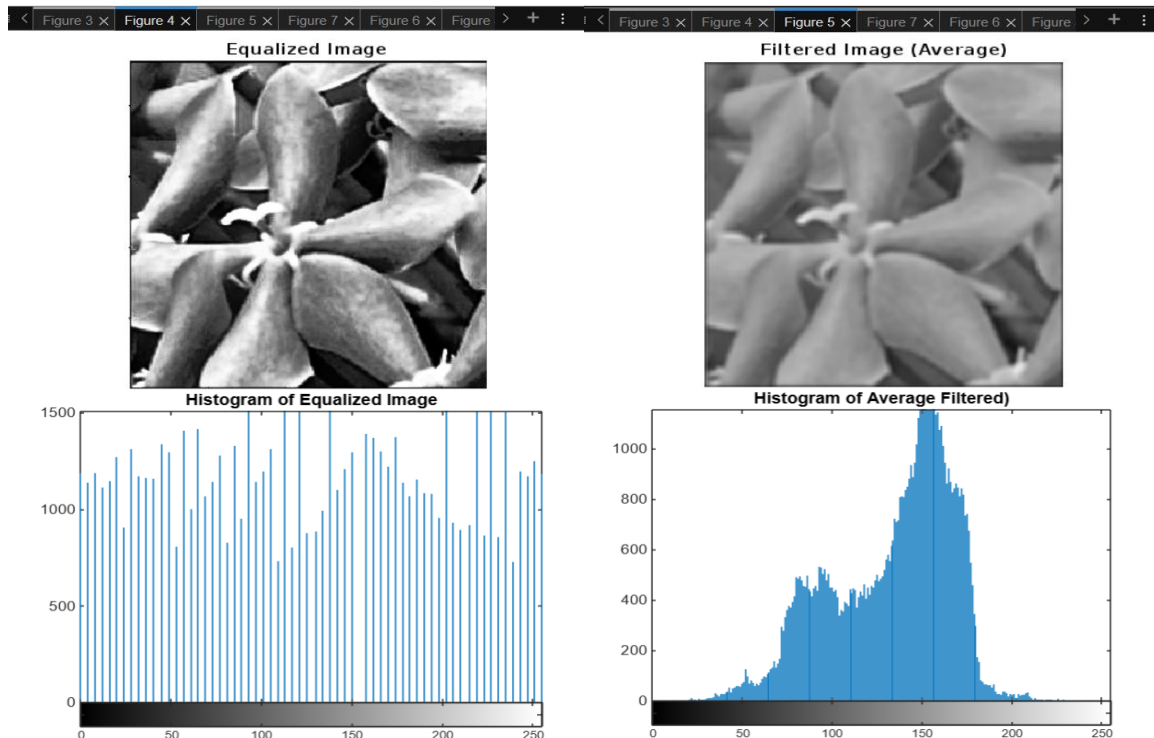 Figure 3 × Figure 4 × Figure 5 × Figure 7 × Figure 6 × Figure
Equalized Image
Histogram of Equalized Image
1500
1000
500
0
0 50 100 150 200 250
Figure 3 × Figure 4 × Figure 5 × Figure 7 × Figure 6 × Figure
Filtered Image (Average)
Histogram of Average Filtered)
1000
800
600
400
200
0
0 50 100 150 200 250